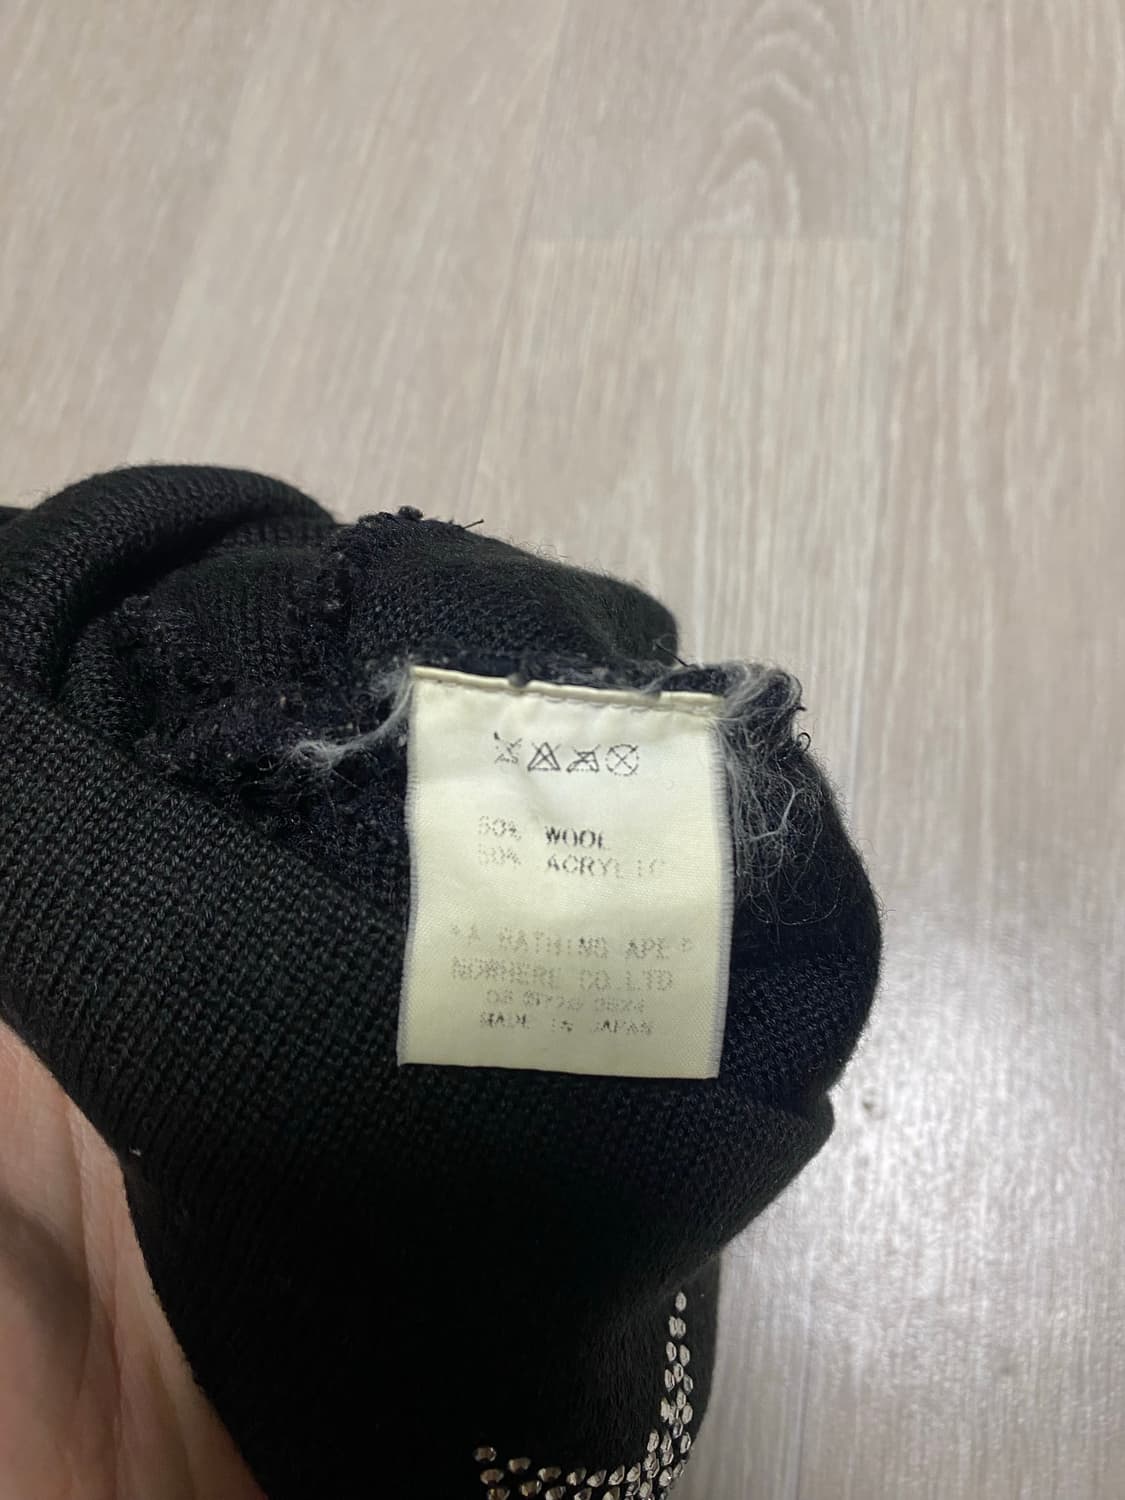 50% WOOL
50% ACRYLIC
"A BATHING APE"
NOWHERE CO.LTD
MADE IN JAPAN